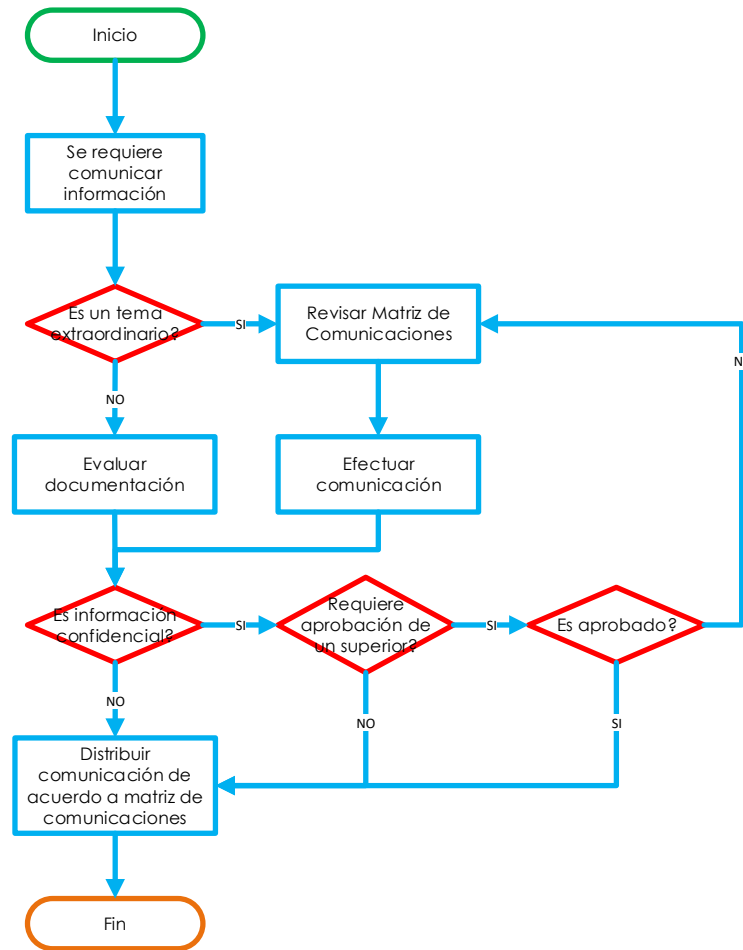 Inicio
Se requiere
comunicar
información
Es un tema
extraordinario?
SI
Revisar Matriz de
Comunicaciones
N
NO
Evaluar
documentación
Efectuar
comunicación
Es información
confidencial?
SI
Requiere
aprobación de
un superior?
SI
Es aprobado?
NO
NO
SI
Distribuir
comunicación de
acuerdo a matriz de
comunicaciones
Fin